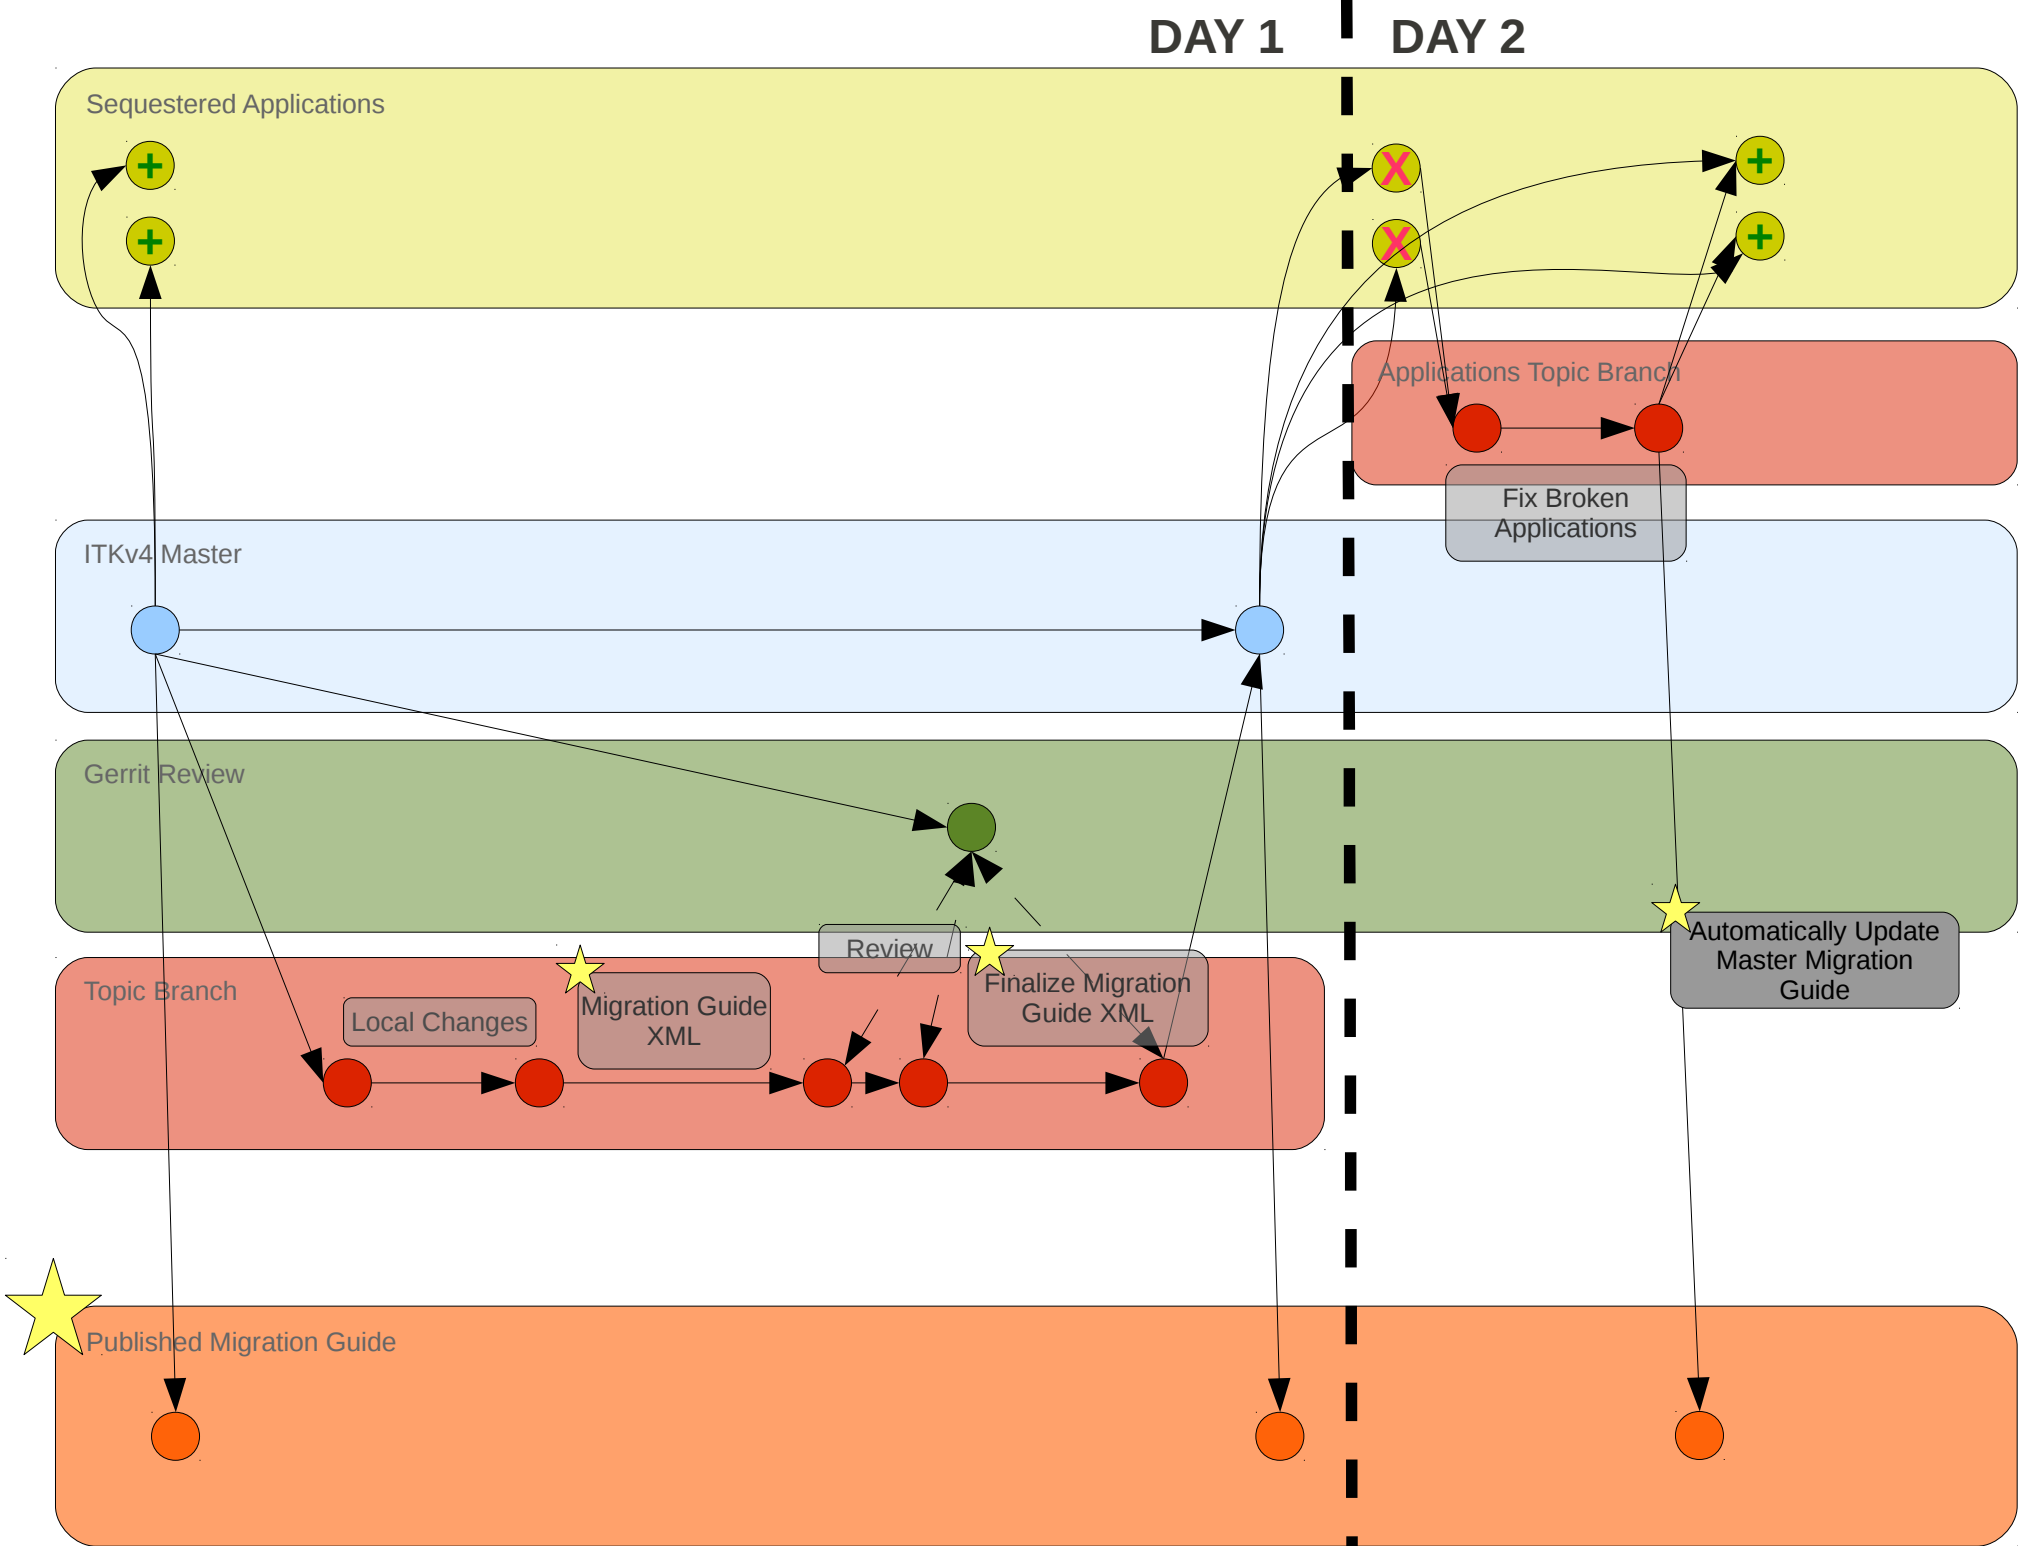 DAY 1
DAY 2
Sequestered Applications
+
+
X
X
+
+
Applications Topic Branch
Fix Broken
Applications
ITKv4 Master
Gerrit Review
Automatically Update
Master Migration
Guide
Review
Finalize Migration
Guide XML
Topic Branch
Local Changes
Migration Guide
XML
Published Migration Guide